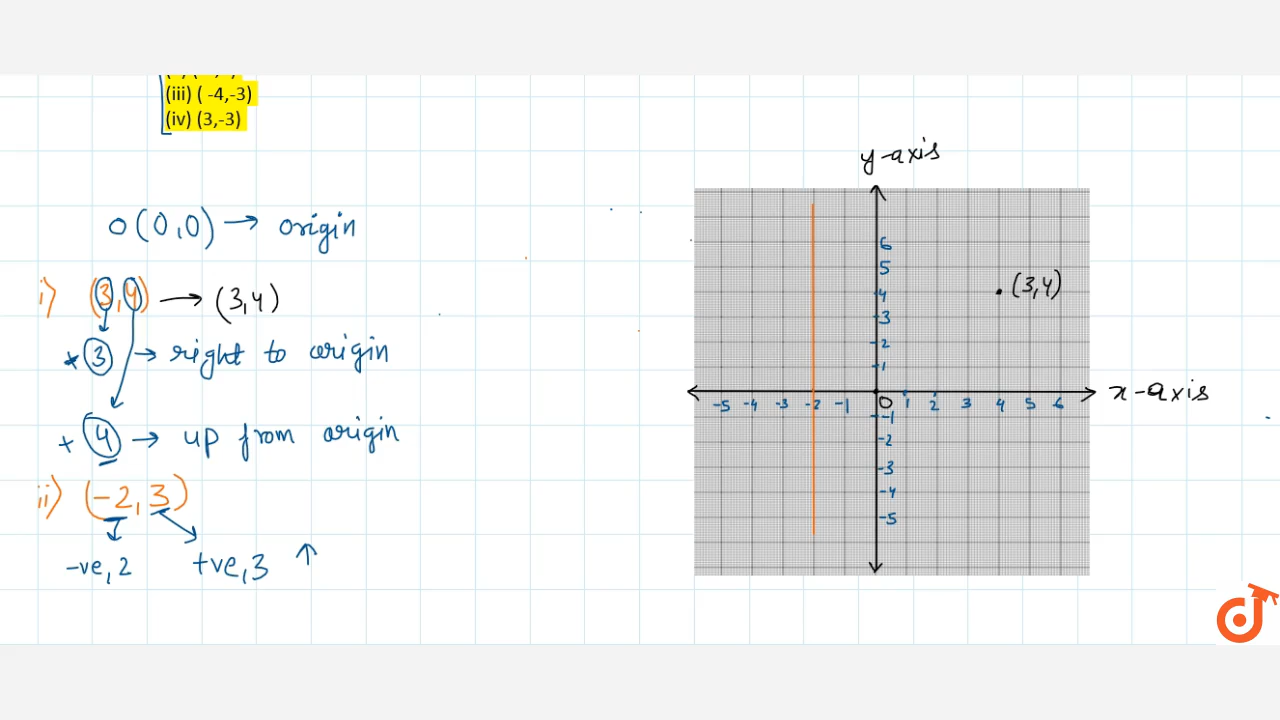 (iii) ( -4,-3)
(iv) (3,-3)
O(0,0) → origin
i) (3,4) → (3,4)
* 3 → right to origin
+ 4 → up from origin
ii) (-2,3)
-ve,2 +ve,3 ↑
y-axis
6
5
4
3
2
1
-5 -4 -3 -2 -1 O 1 2 3 4 5 6
-1
-2
-3
-4
-5
(3,4)
x-axis